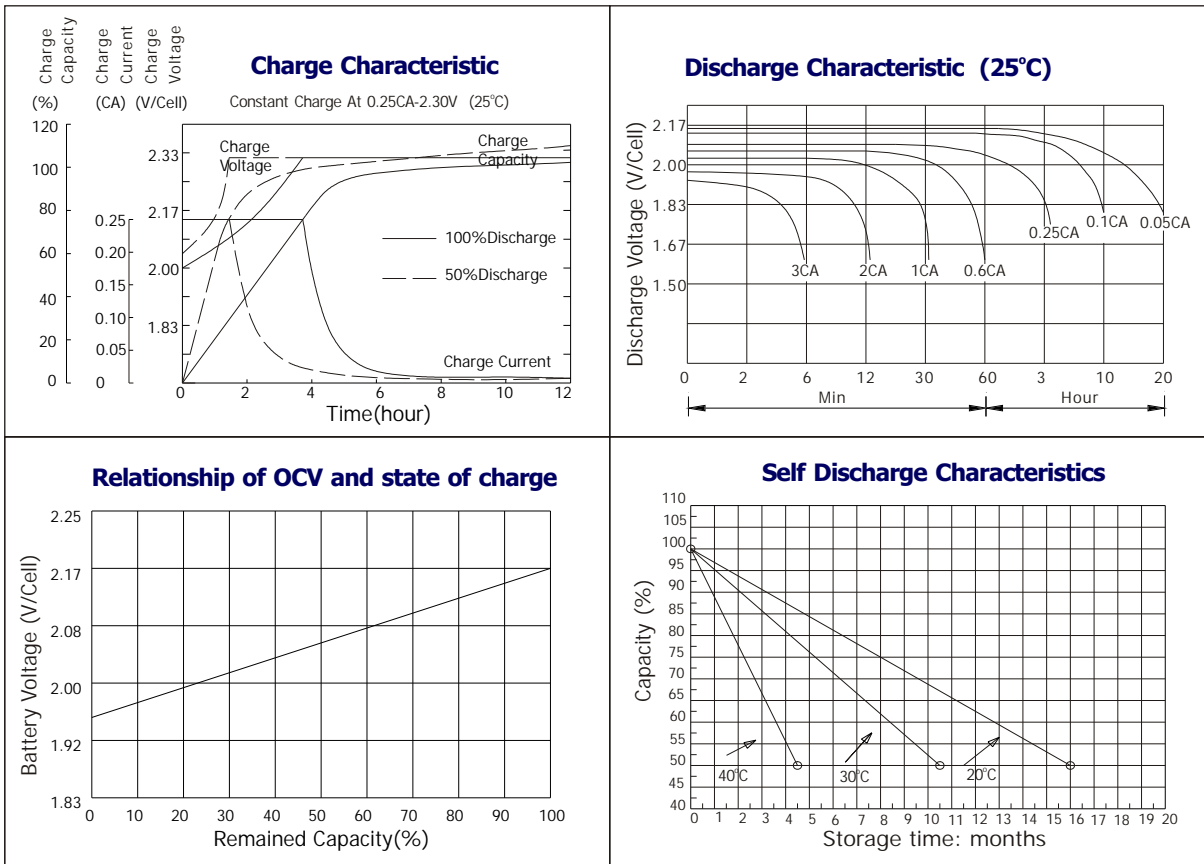 Charge
Capacity
Charge
Current
Charge
Voltage
(%)
(CA)
(V/Cell)
Charge Characteristic
Constant Charge At 0.25CA-2.30V (25°C)
120
100
80
60
40
20
0
0.25
0.20
0.15
0.10
0.05
0
2.33
2.17
2.00
1.83
Charge
Voltage
Charge
Capacity
100%Discharge
50%Discharge
Charge Current
0 2 4 6 8 10 12
Time(hour)
Discharge Characteristic (25°C)
Discharge Voltage (V/Cell)
2.17
2.00
1.83
1.67
1.50
3CA
2CA
1CA
0.6CA
0.25CA
0.1CA
0.05CA
0 2 6 12 30 60 3 10 20
Min
Hour
Relationship of OCV and state of charge
Battery Voltage (V/Cell)
2.25
2.17
2.08
2.00
1.92
1.83
0 10 20 30 40 50 60 70 80 90 100
Remained Capacity(%)
Self Discharge Characteristics
Capacity (%)
110
105
100
95
90
85
80
75
70
65
60
55
50
45
40
40°C
30°C
20°C
0 1 2 3 4 5 6 7 8 9 10 11 12 13 14 15 16 17 18 19 20
Storage time: months